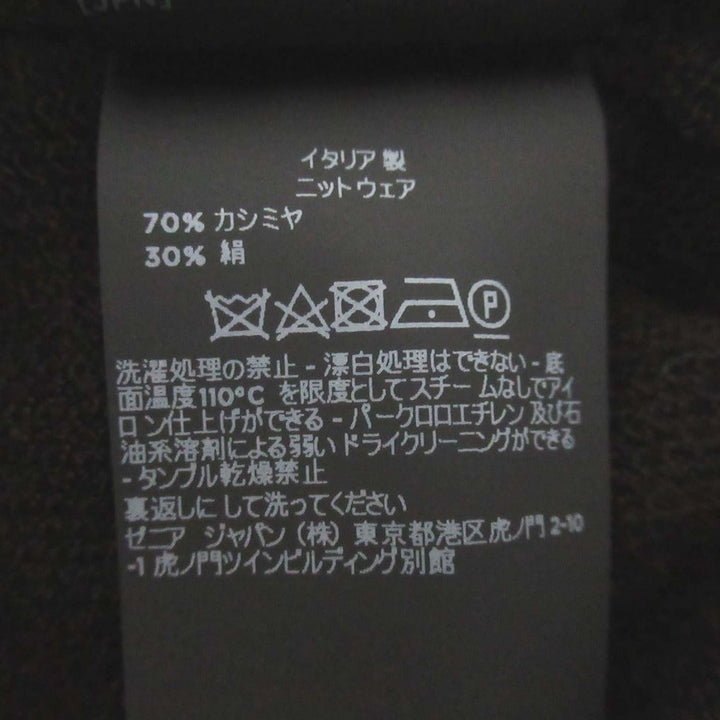 [JPN]
イタリア製
ニットウェア
70% カシミヤ
30% 絹
P
洗濯処理の禁止 - 漂白処理はできない - 底
面温度110°C を限度としてスチームなしでアイ
ロン仕上げができる - パークロロエチレン 及び石
油系溶剤による弱いドライクリーニングができる
- タンブル乾燥禁止
裏返しにして洗ってください
ゼニア ジャパン (株) 東京都港区虎ノ門 2-10
-1 虎ノ門ツインビルディング別館